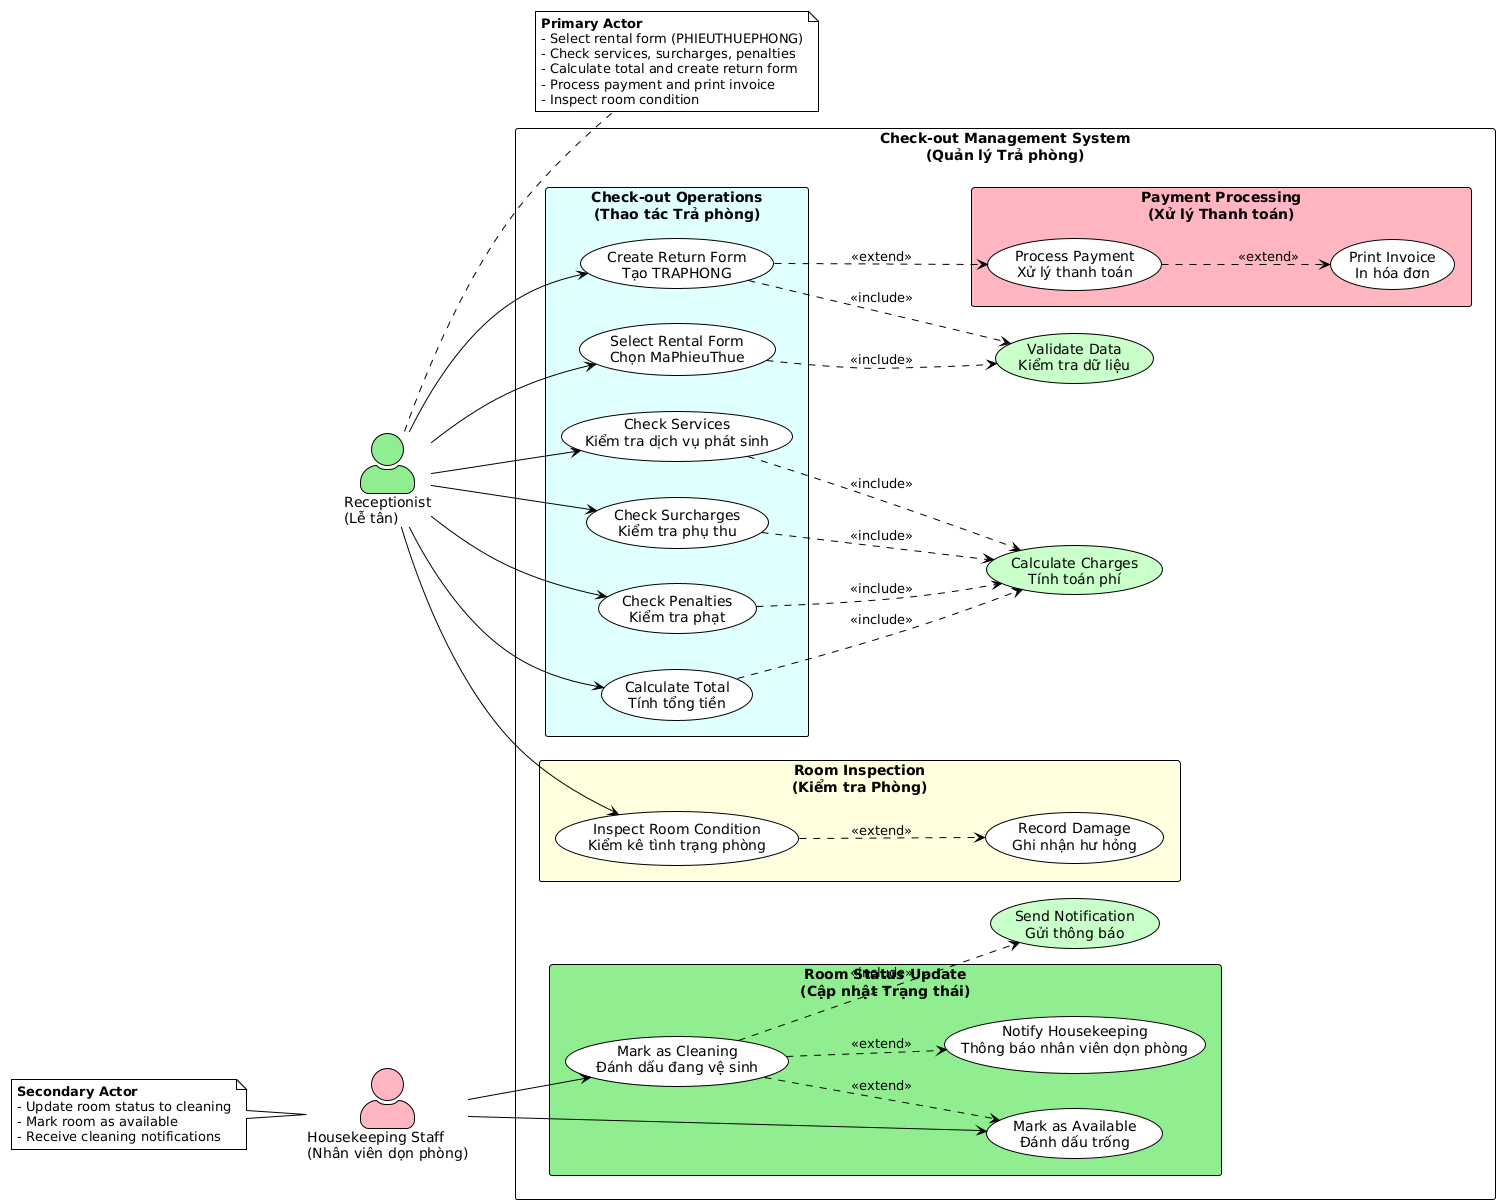 Primary Actor
- Select rental form (PHIEUTHUEPHONG)
- Check services, surcharges, penalties
- Calculate total and create return form
- Process payment and print invoice
- Inspect room condition
Check-out Management System
(Quản lý Trả phòng)
Check-out Operations
(Thao tác Trả phòng)
Payment Processing
(Xử lý Thanh toán)
Create Return Form
Tạo TRAPHONG
«extend»
Process Payment
Xử lý thanh toán
«extend»
Print Invoice
In hóa đơn
«include»
Select Rental Form
Chọn MaPhieuThue
«include»
Validate Data
Kiểm tra dữ liệu
Check Services
Kiểm tra dịch vụ phát sinh
«include»
Receptionist
(Lễ tân)
Check Surcharges
Kiểm tra phụ thu
«include»
Calculate Charges
Tính toán phí
Check Penalties
Kiểm tra phạt
«include»
«include»
Calculate Total
Tính tổng tiền
Room Inspection
(Kiểm tra Phòng)
Inspect Room Condition
Kiểm kê tình trạng phòng
«extend»
Record Damage
Ghi nhận hư hỏng
Send Notification
Gửi thông báo
«include»
Room Status Update
(Cập nhật Trạng thái)
Mark as Cleaning
Đánh dấu đang vệ sinh
«extend»
Notify Housekeeping
Thông báo nhân viên dọn phòng
«extend»
Mark as Available
Đánh dấu trống
Secondary Actor
- Update room status to cleaning
- Mark room as available
- Receive cleaning notifications
Housekeeping Staff
(Nhân viên dọn phòng)